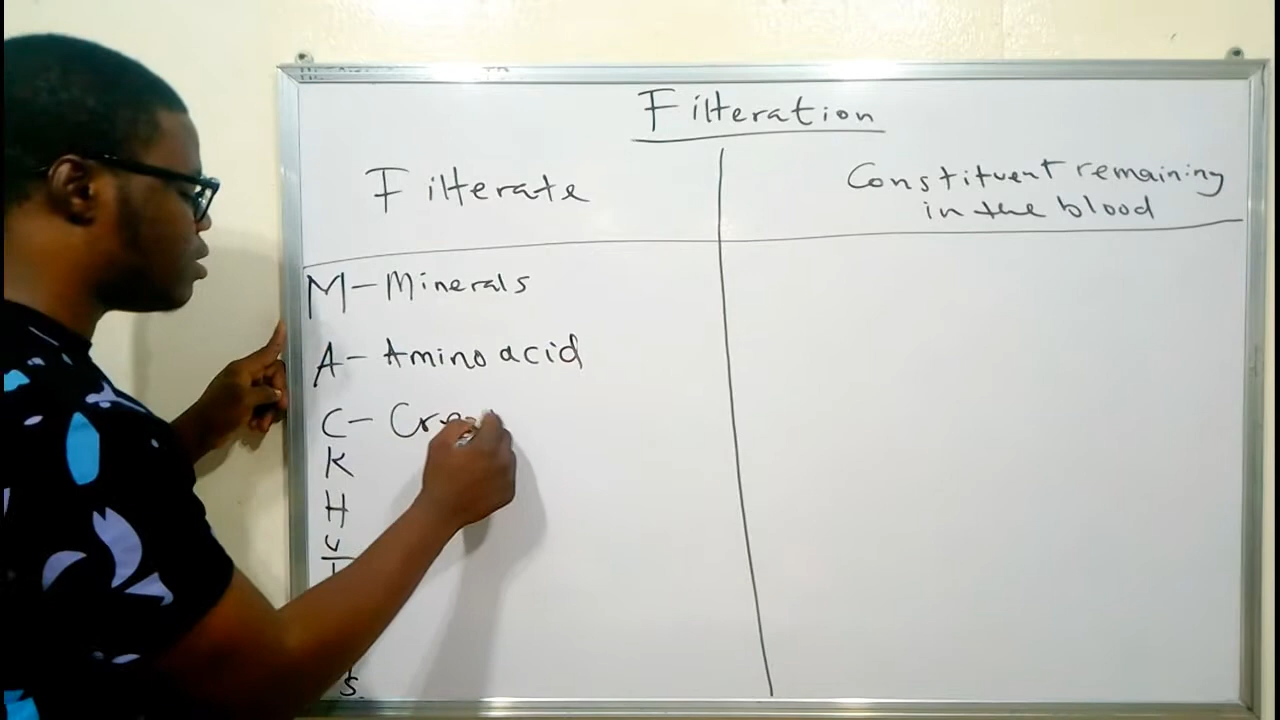 Filteration
Filterate
Constituent remaining
in the blood
M - Minerals
A - Amino acid
C - Cre
K
H
U
T
S